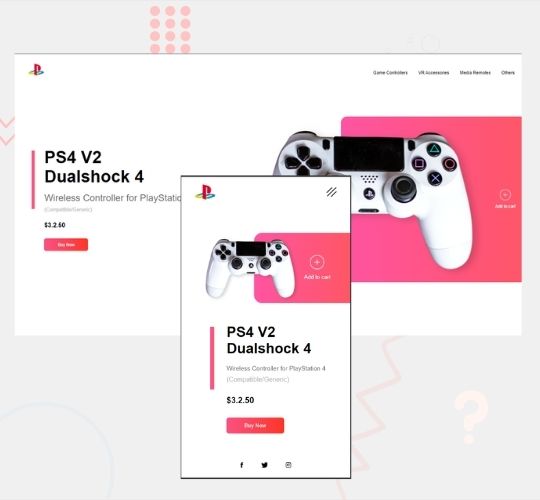 Game Controllers VR Accessories Media Remotes Others
PS4 V2
Dualshock 4
Wireless Controller for PlayStation
(Compatible/Generic)
$3.2.50
Buy Now
Add to cart
Add to cart
PS4 V2
Dualshock 4
Wireless Controller for PlayStation 4
(Compatible/Generic)
$3.2.50
Buy Now
?